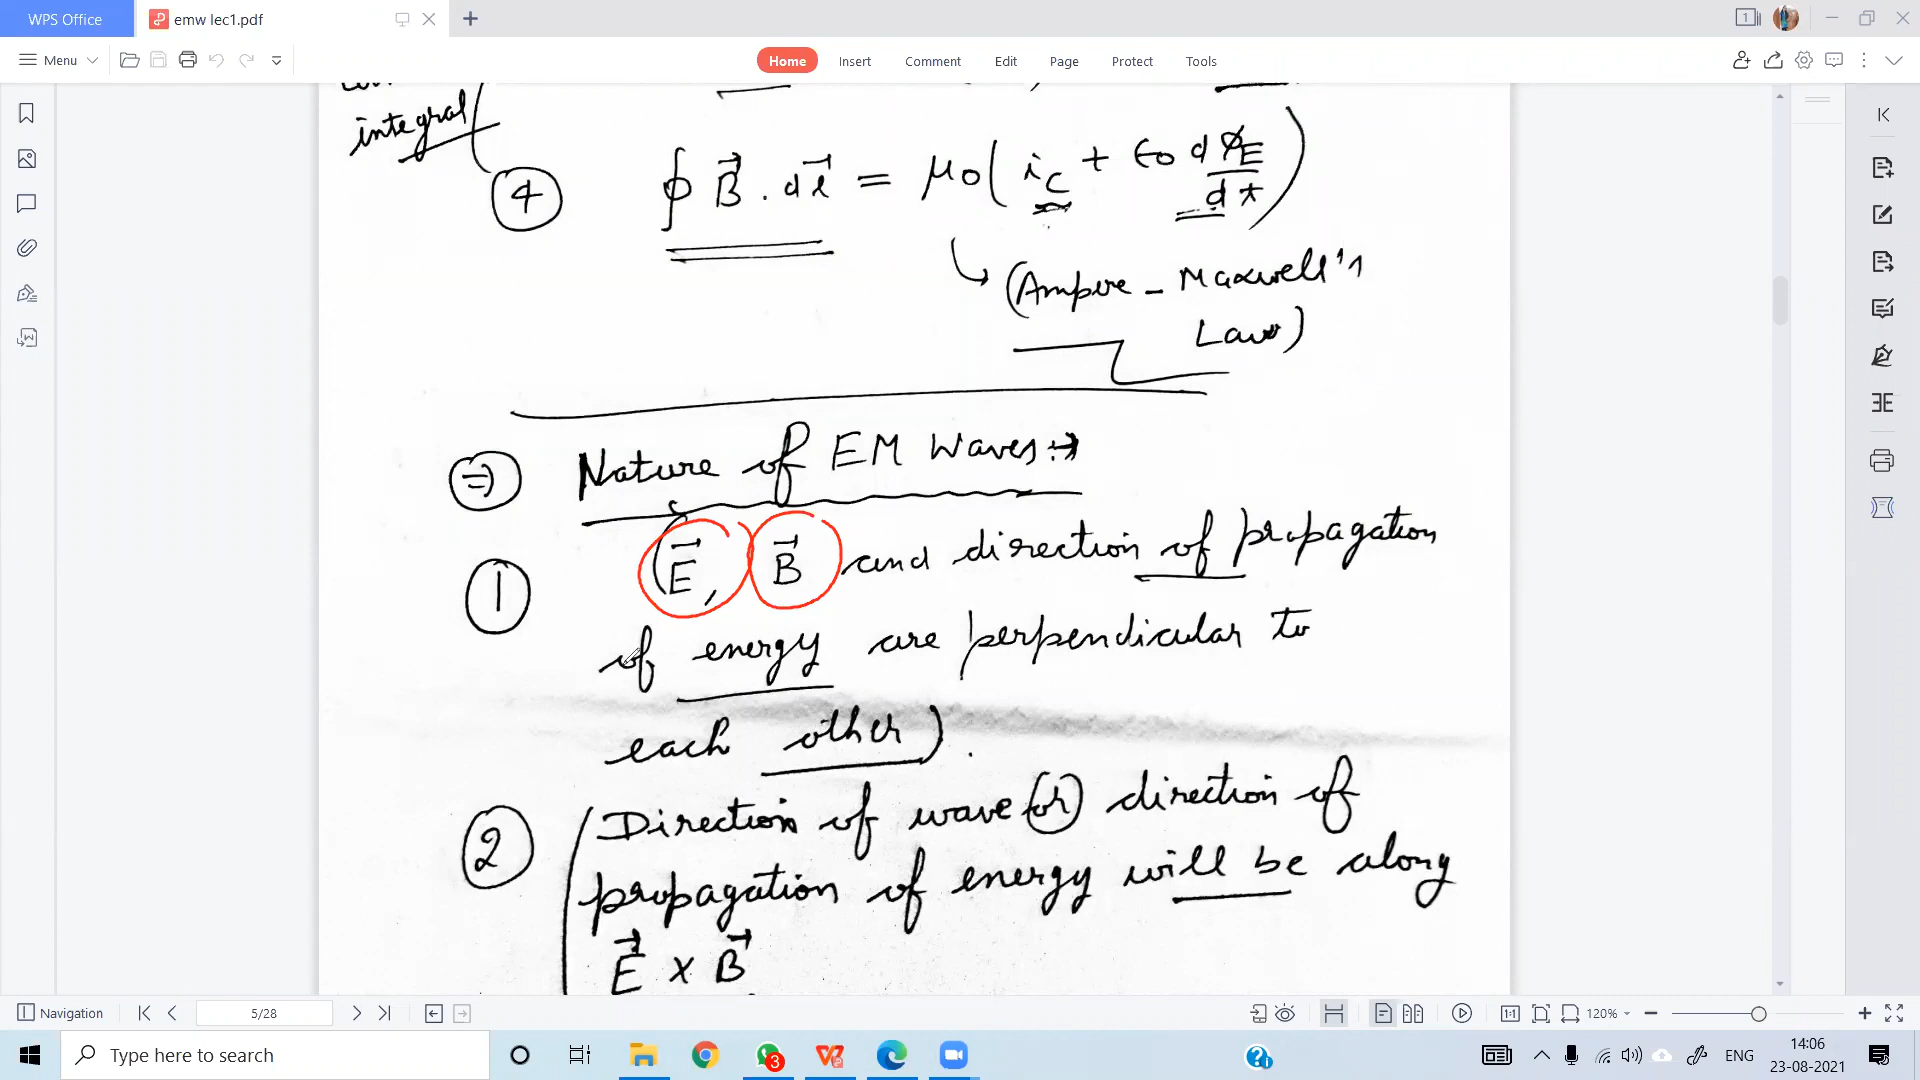 WPS Office
emw lec1.pdf
Menu
Home Insert Comment Edit Page Protect Tools
integral
④ ∮ B⃗ . dl⃗ = μ0 ( ic + ε0 dϕE/dt )
(Ampere - Maxwell's
Law)
⇒ Nature of EM Waves :→
① (E⃗, B⃗ and direction of propagation
of energy are perpendicular to
each other).
② (Direction of wave (or) direction of
propagation of energy will be along
E⃗ x B⃗
Navigation
5/28
120%
Type here to search
3
ENG
14:06
23-08-2021